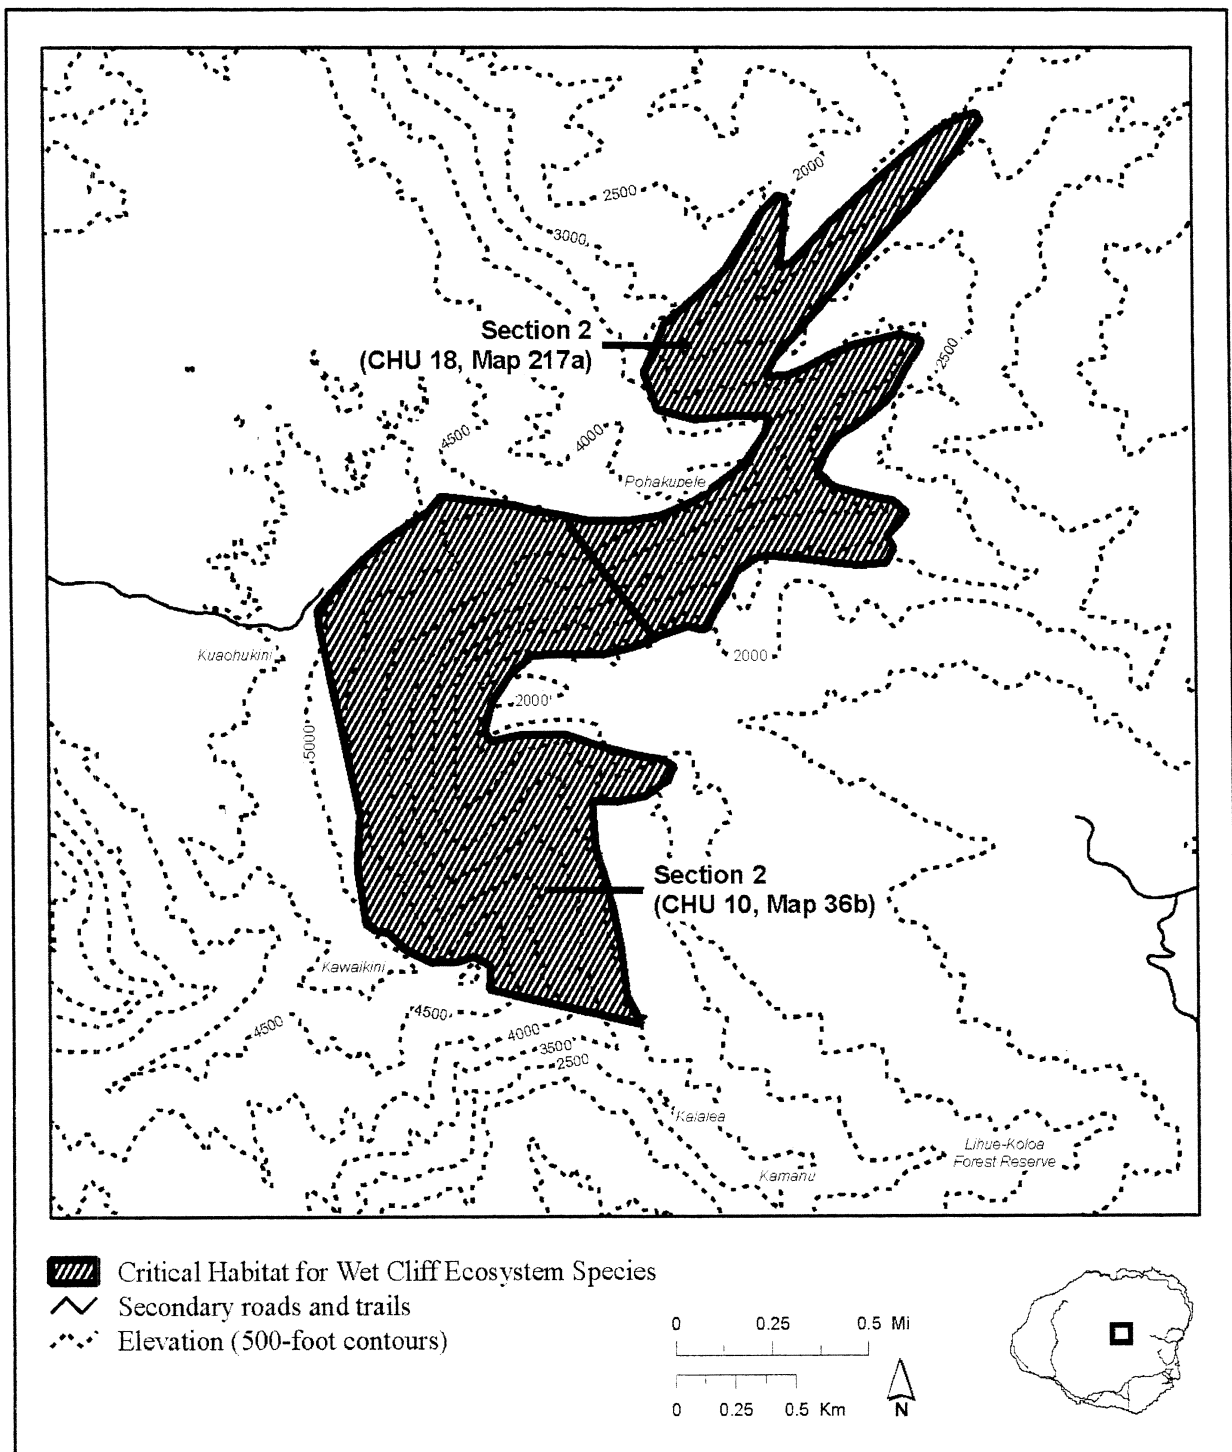 2000'
2500
3000
Section 2
(CHU 18, Map 217a)
2500
4500
4000
Pohakupele
Kuaohukini
2000
2000'
5000
Section 2
(CHU 10, Map 36b)
Kawaikini
4500
4500
4000
3500
2500
Kalalea
Kamanu
Lihue-Koloa
Forest Reserve
Critical Habitat for Wet Cliff Ecosystem Species
Secondary roads and trails
Elevation (500-foot contours)
0 0.25 0.5 Mi
0 0.25 0.5 Km
N